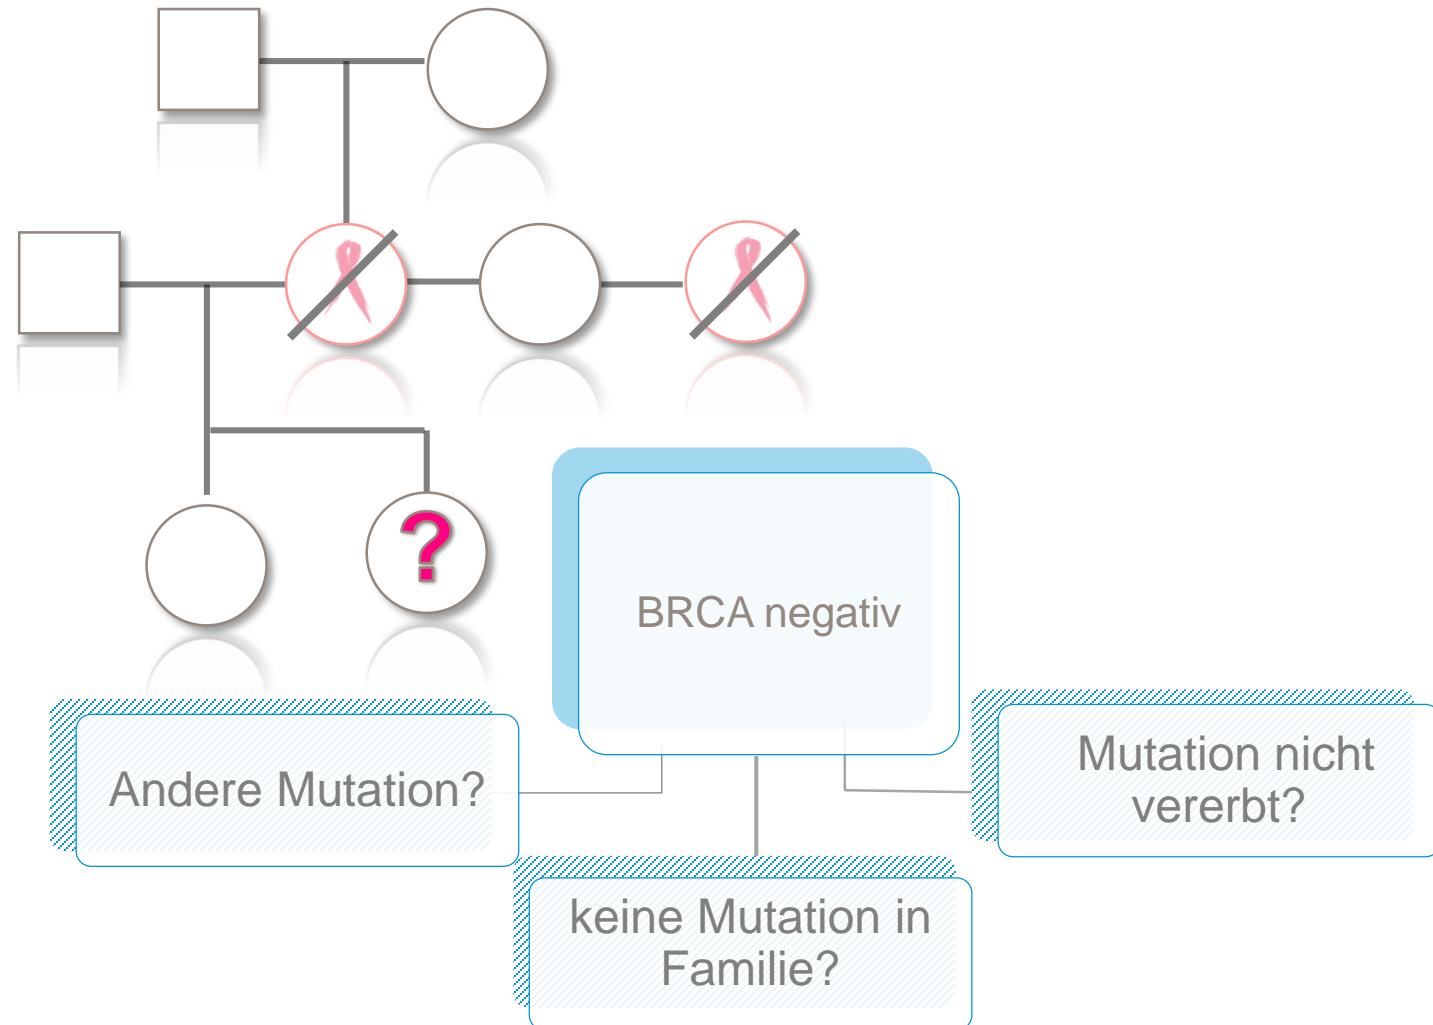 ?
BRCA negativ
Andere Mutation?
Mutation nicht
vererbt?
keine Mutation in
Familie?